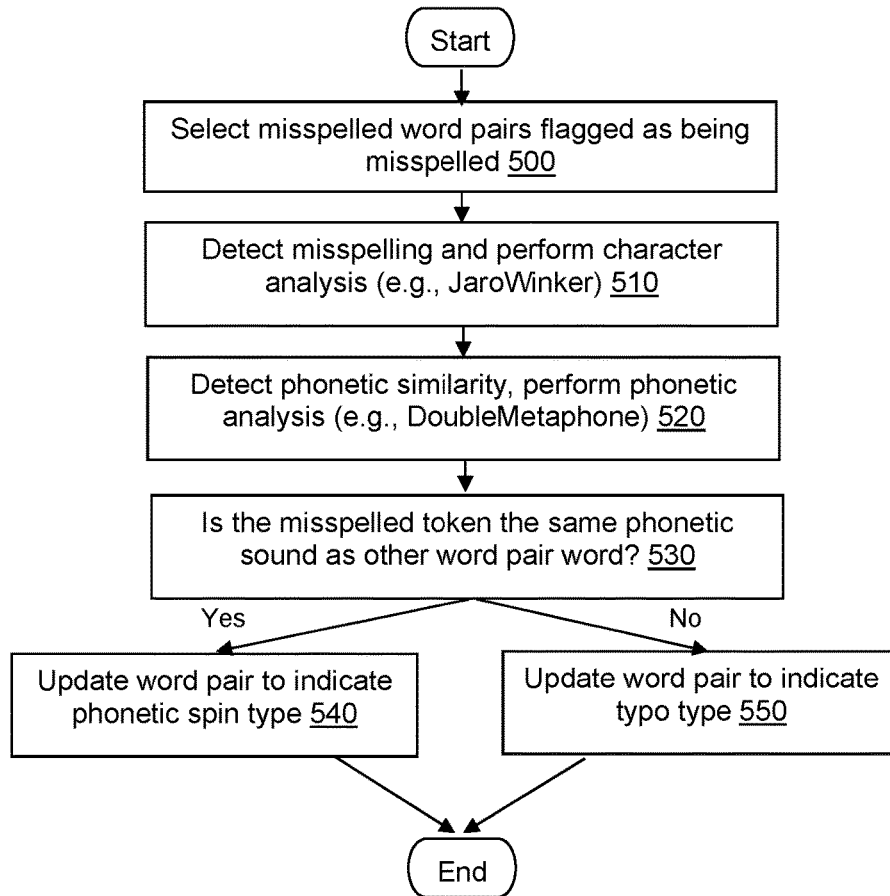 Start
Select misspelled word pairs flagged as being
misspelled 500
Detect misspelling and perform character
analysis (e.g., JaroWinker) 510
Detect phonetic similarity, perform phonetic
analysis (e.g., DoubleMetaphone) 520
Is the misspelled token the same phonetic
sound as other word pair word? 530
Yes
No
Update word pair to indicate
phonetic spin type 540
Update word pair to indicate
typo type 550
End